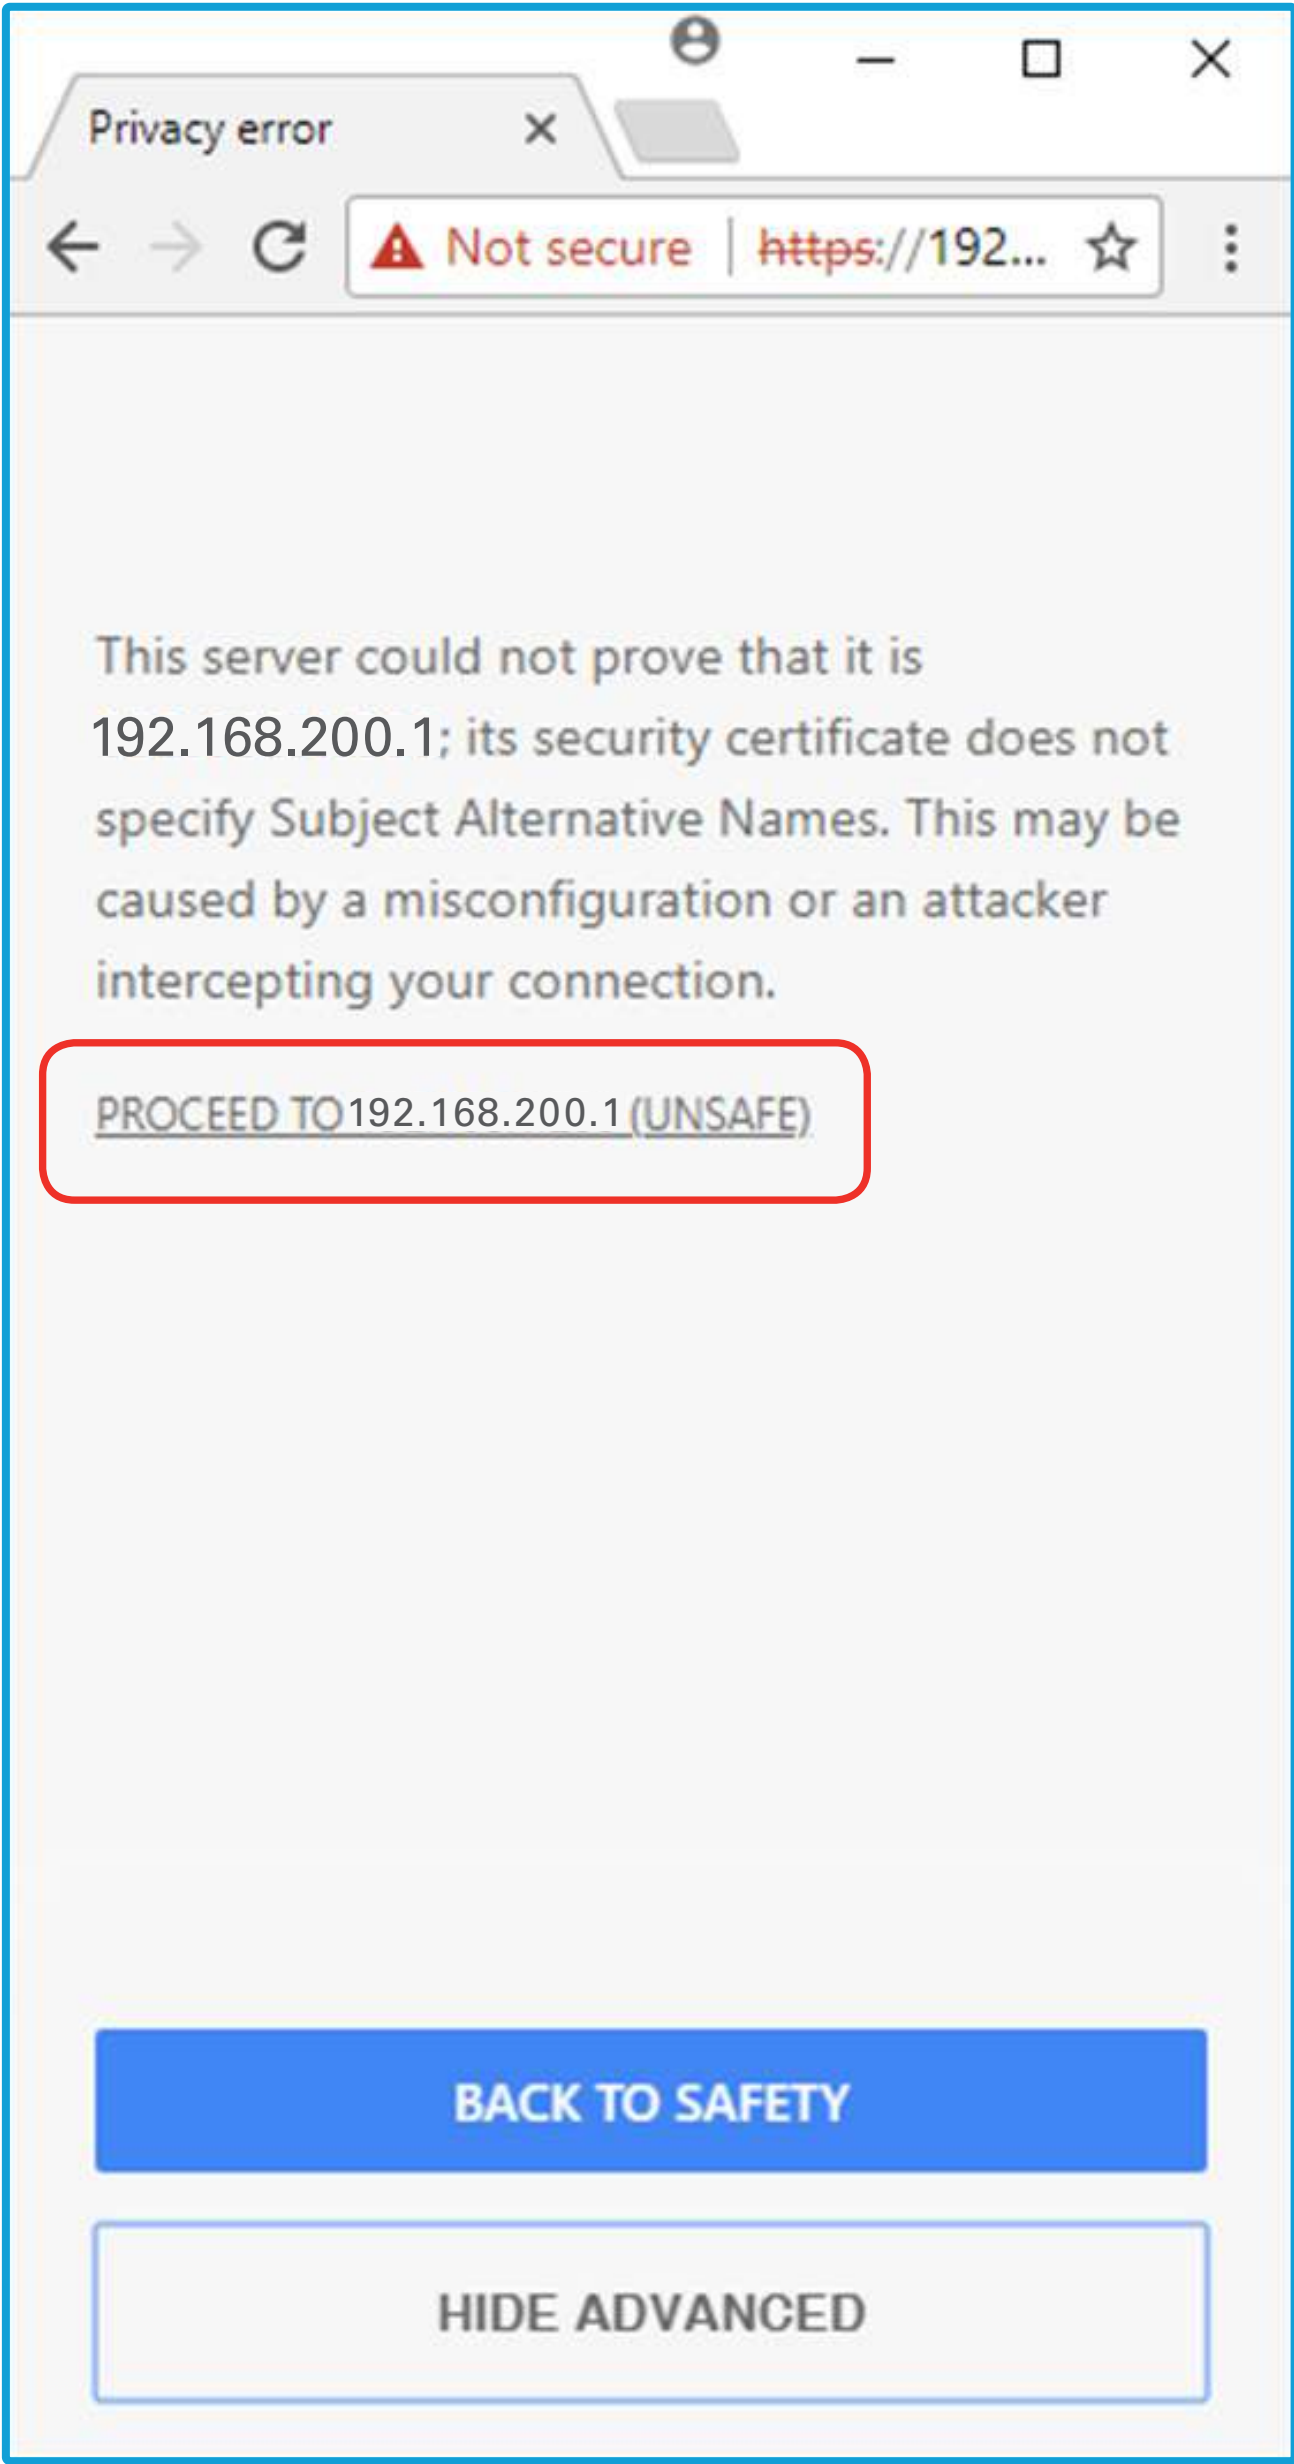 Privacy error
Not secure | https://192...
This server could not prove that it is
192.168.200.1; its security certificate does not
specify Subject Alternative Names. This may be
caused by a misconfiguration or an attacker
intercepting your connection.
PROCEED TO 192.168.200.1 (UNSAFE)
BACK TO SAFETY
HIDE ADVANCED